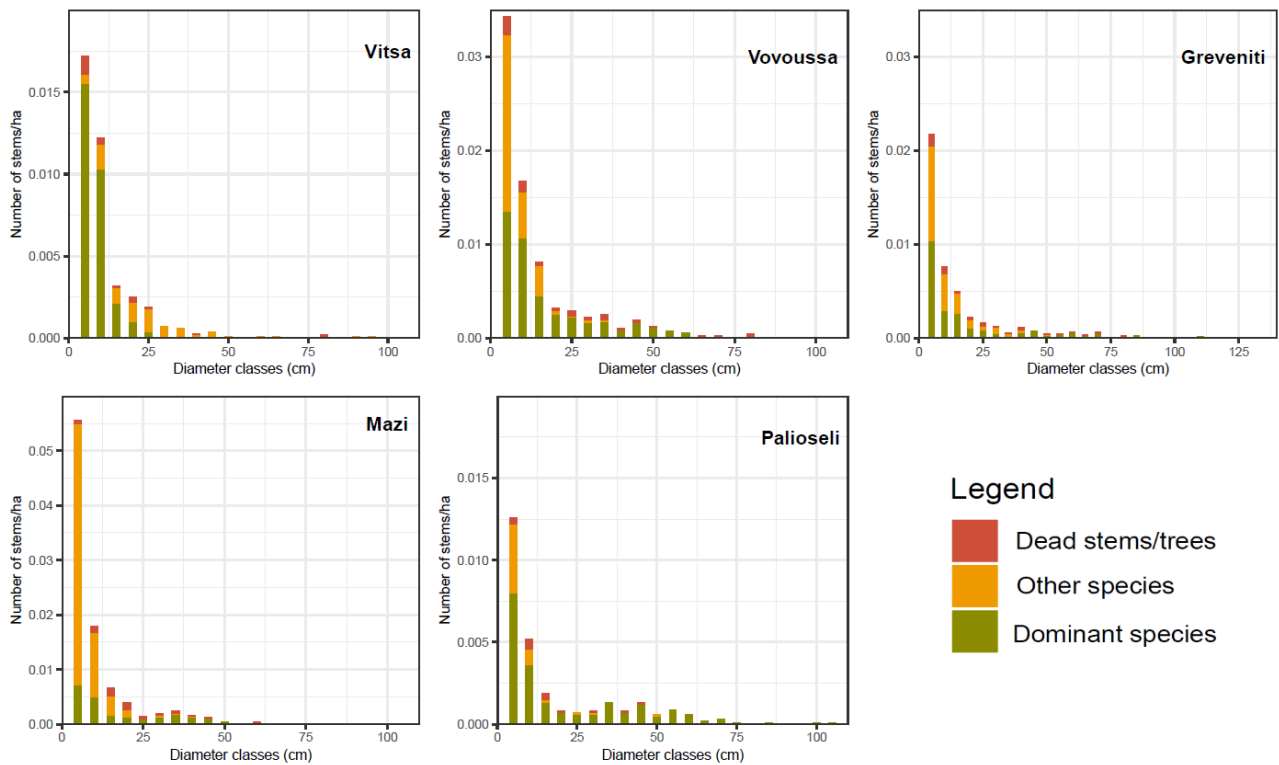 Vitsa
Number of stems/ha
0.015
0.010
0.005
0.000
0 25 50 75 100
Diameter classes (cm)
Vovoussa
Number of stems/ha
0.03
0.02
0.01
0.00
0 25 50 75 100
Diameter classes (cm)
Greveniti
Number of stems/ha
0.03
0.02
0.01
0.00
0 25 50 75 100 125
Diameter classes (cm)
Mazi
Number of stems/ha
0.05
0.04
0.03
0.02
0.01
0.00
0 25 50 75 100
Diameter classes (cm)
Palioseli
Number of stems/ha
0.015
0.010
0.005
0.000
0 25 50 75 100
Diameter classes (cm)
Legend
Dead stems/trees
Other species
Dominant species